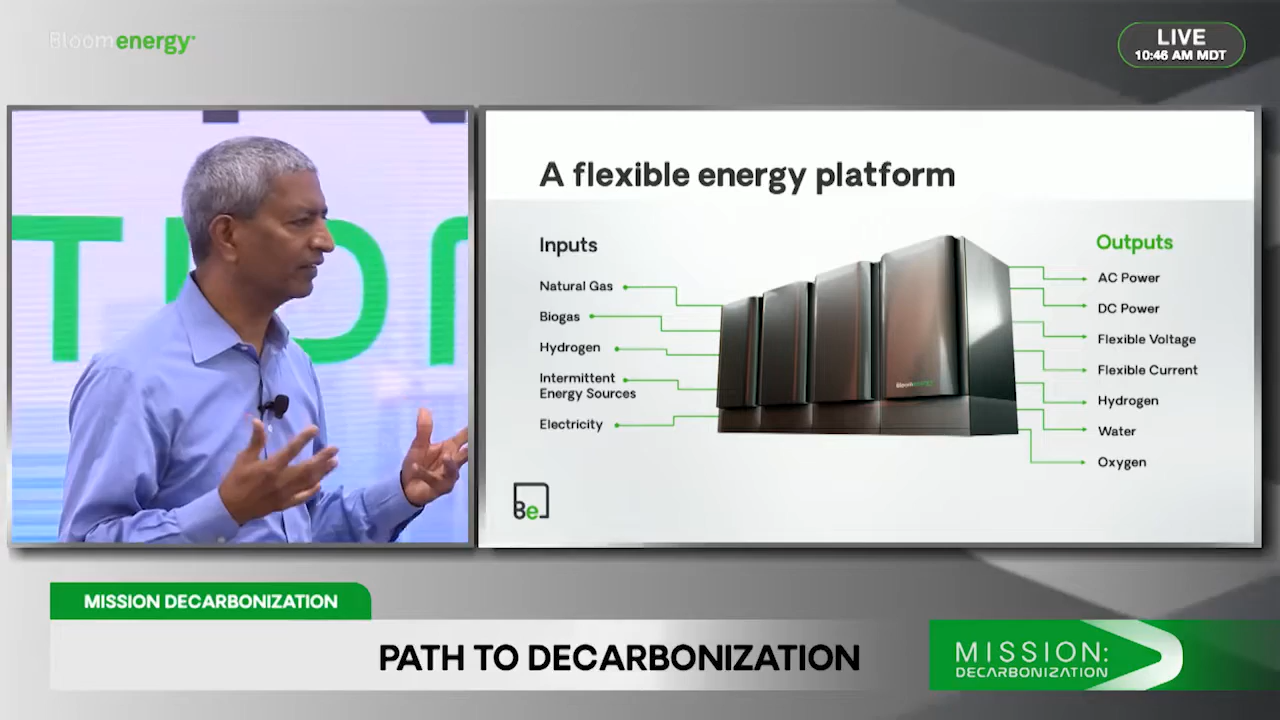 Bloomenergy
LIVE
10:46 AM MDT
TION
A flexible energy platform
Inputs
Natural Gas
Biogas
Hydrogen
Intermittent
Energy Sources
Electricity
Bloomenergy
Outputs
AC Power
DC Power
Flexible Voltage
Flexible Current
Hydrogen
Water
Oxygen
Be
MISSION DECARBONIZATION
PATH TO DECARBONIZATION
MISSION:
DECARBONIZATION